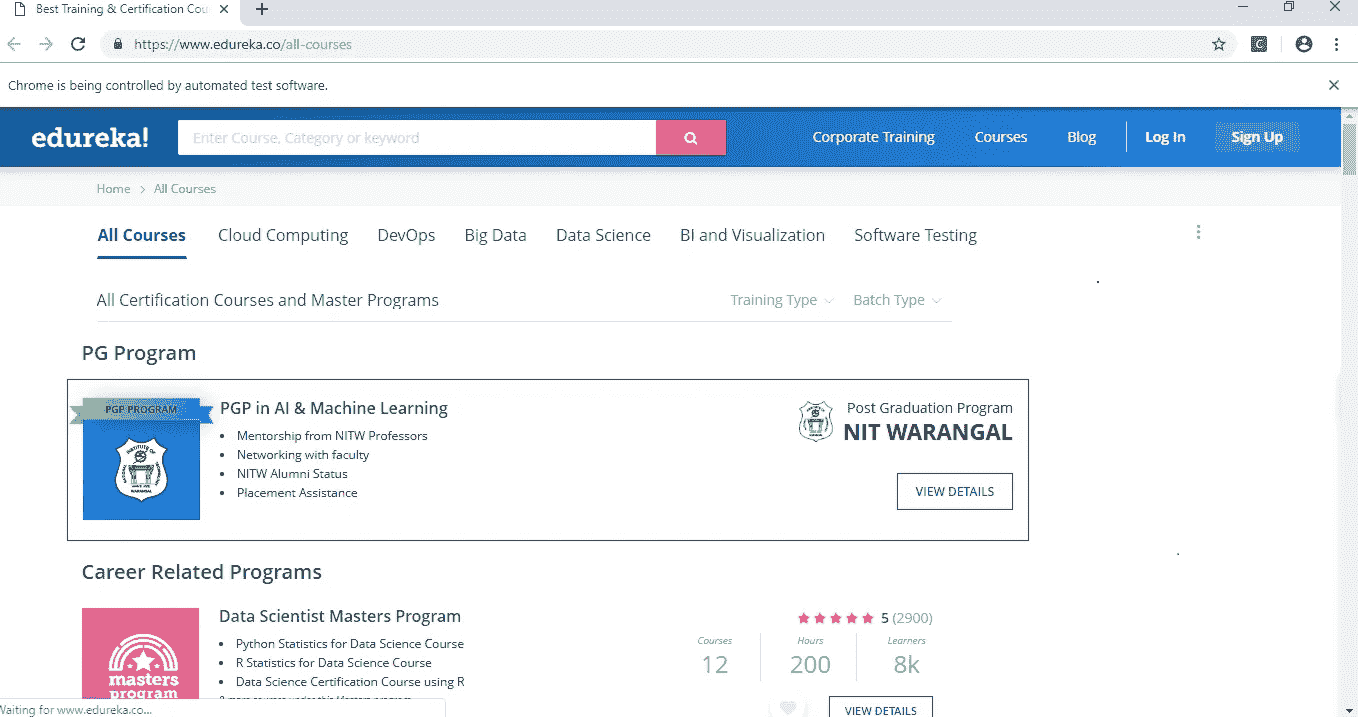 Best Training & Certification Cou
https://www.edureka.co/all-courses
Chrome is being controlled by automated test software.
edureka!
Enter Course, Category or keyword
Corporate Training
Courses
Blog
Log In
Sign Up
Home > All Courses
All Courses
Cloud Computing
DevOps
Big Data
Data Science
BI and Visualization
Software Testing
All Certification Courses and Master Programs
Training Type
Batch Type
PG Program
PGP PROGRAM
INSTITUTE OF
WARANGAL
PGP in AI & Machine Learning
• Mentorship from NITW Professors
• Networking with faculty
• NITW Alumni Status
• Placement Assistance
Post Graduation Program
NIT WARANGAL
VIEW DETAILS
Career Related Programs
masters
program
Data Scientist Masters Program
• Python Statistics for Data Science Course
• R Statistics for Data Science Course
• Data Science Certification Course using R
5 (2900)
Courses
12
Hours
200
Learners
8k
VIEW DETAILS
Waiting for www.edureka.co...